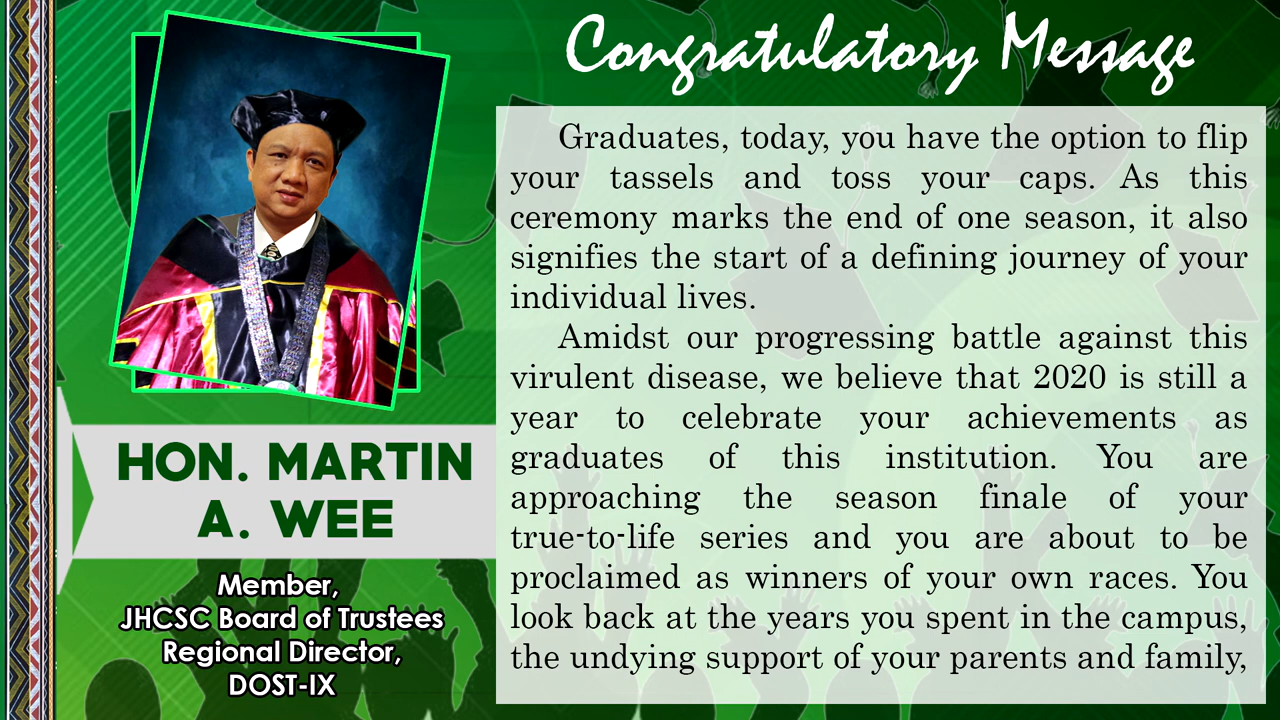 Congratulatory Message
Graduates, today, you have the option to flip
your tassels and toss your caps. As this
ceremony marks the end of one season, it also
signifies the start of a defining journey of your
individual lives.
Amidst our progressing battle against this
virulent disease, we believe that 2020 is still a
year to celebrate your achievements as
graduates of this institution. You are
approaching the season finale of your
true-to-life series and you are about to be
proclaimed as winners of your own races. You
look back at the years you spent in the campus,
the undying support of your parents and family,
HON. MARTIN
A. WEE
Member,
JHCSC Board of Trustees
Regional Director,
DOST-IX